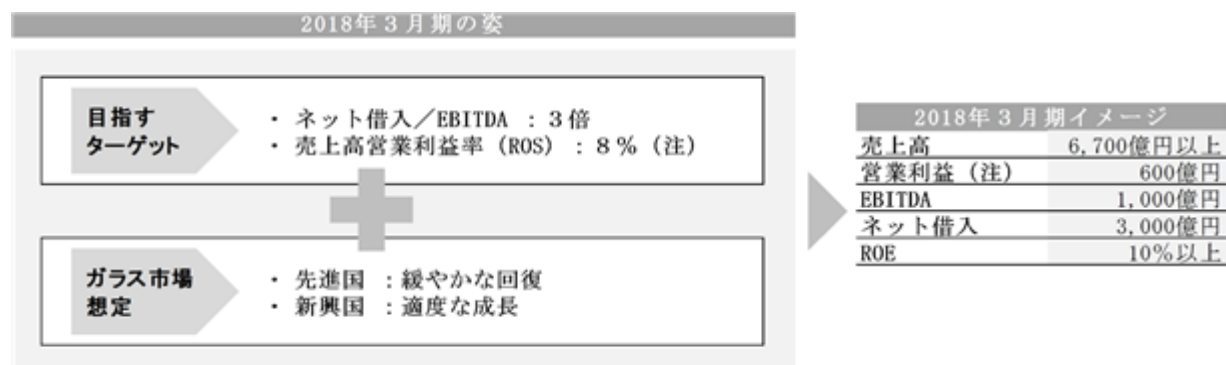 2018年3月期の姿
目指す
ターゲット
・ ネット借入／EBITDA ： 3倍
・ 売上高営業利益率（ROS）：8％（注）
ガラス市場
想定
・ 先進国 ：緩やかな回復
・ 新興国 ：適度な成長
2018年3月期イメージ
売上高 6,700億円以上
営業利益（注） 600億円
EBITDA 1,000億円
ネット借入 3,000億円
ROE 10％以上